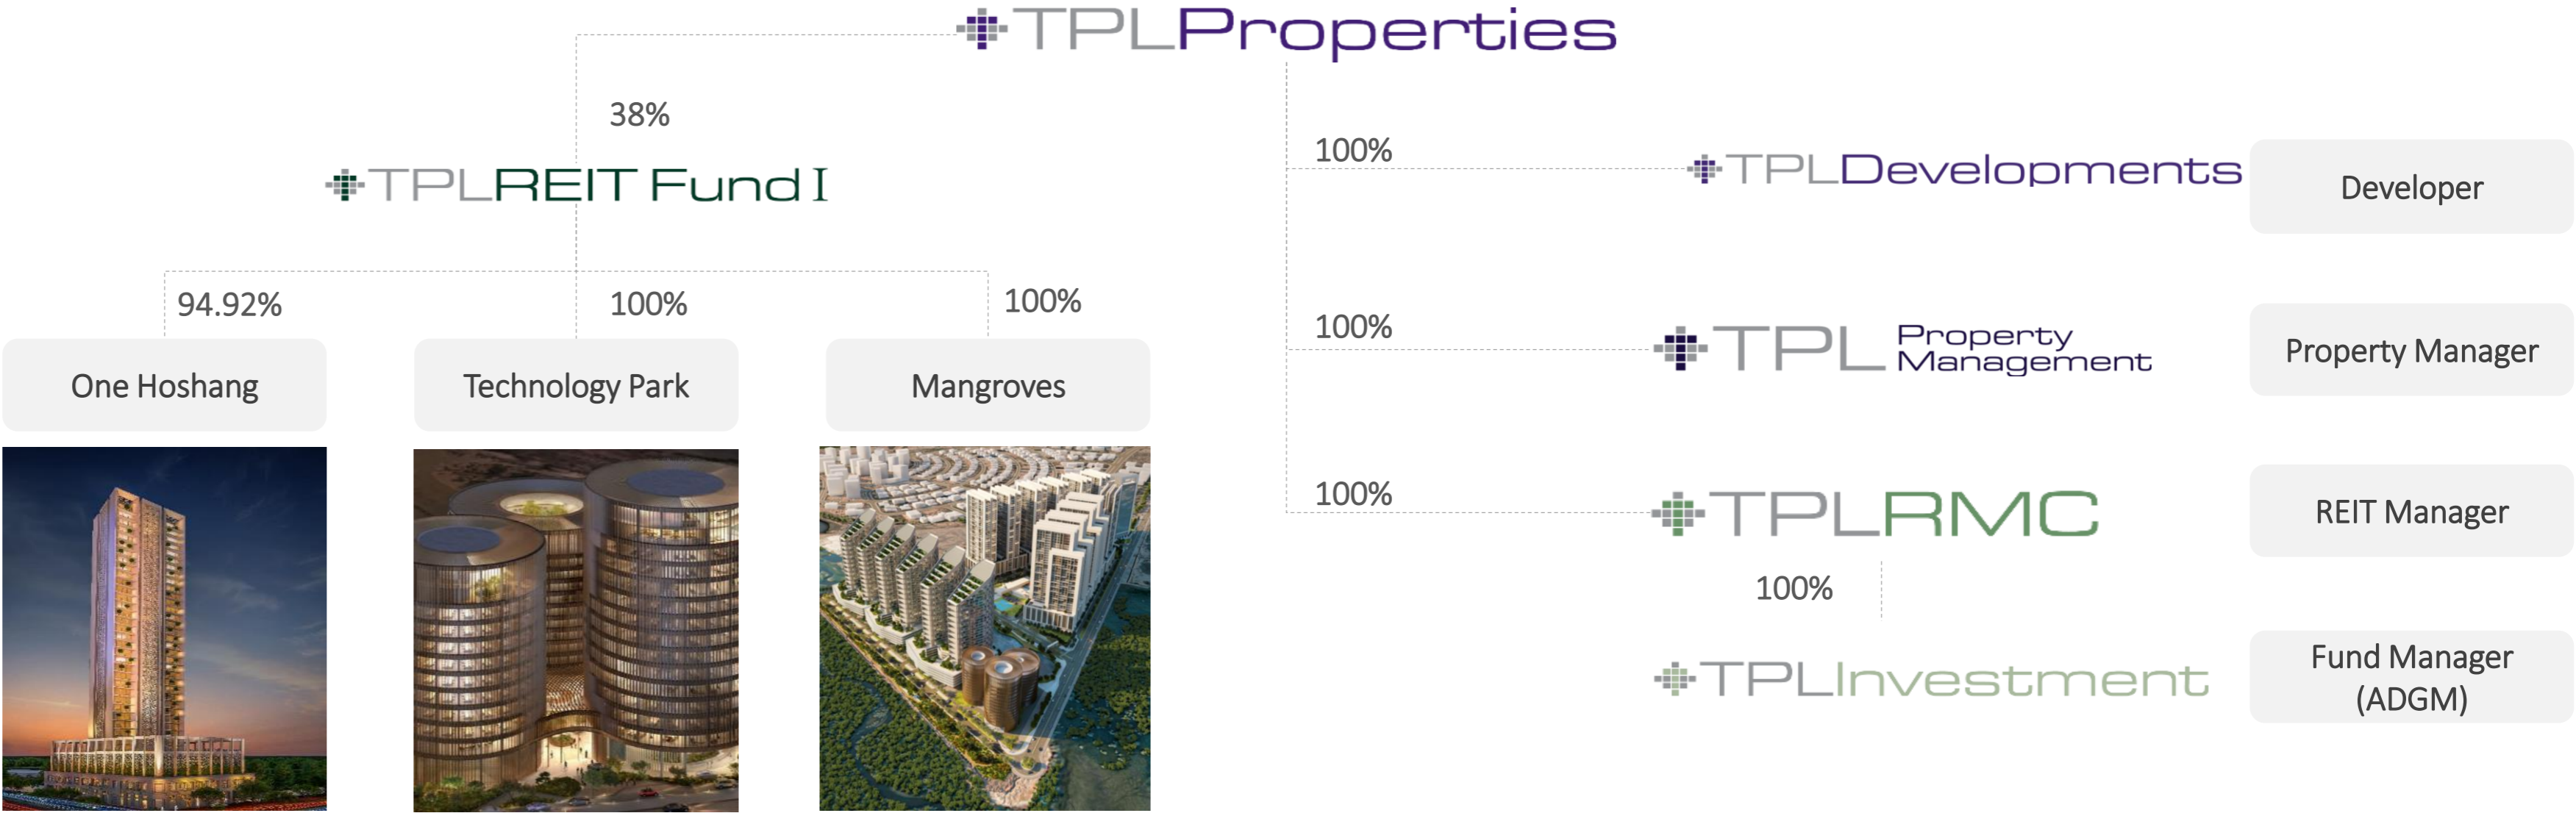 TPLProperties
38%
TPLREIT Fund I
94.92%
100%
100%
One Hoshang
Technology Park
Mangroves
100%
TPLDevelopments
Developer
100%
TPL Property
Management
Property Manager
100%
TPLRMC
REIT Manager
100%
TPLInvestment
Fund Manager
(ADGM)